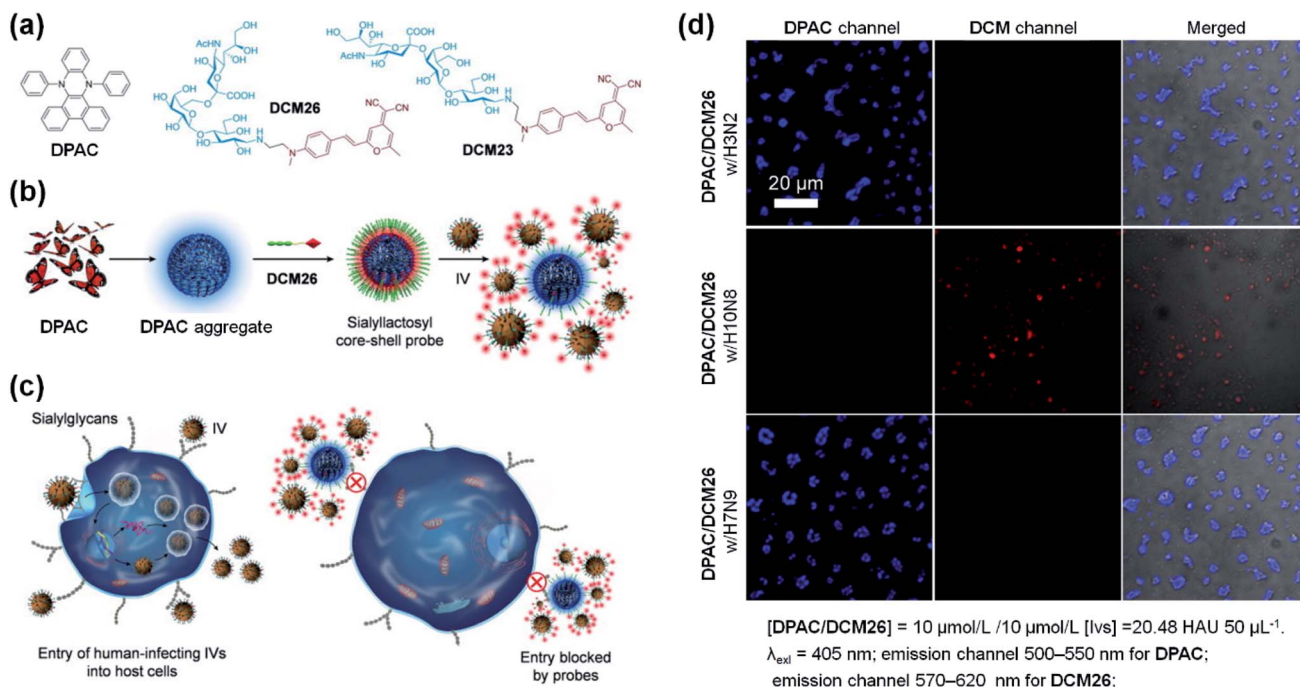 (a)
DPAC
AcHN
HO
OH
COOH
DCM26
HOOC
DCM23
CN
NC
(b)
DPAC
DPAC aggregate
DCM26
Sialyllactosyl
core-shell probe
IV
(c)
Sialylglycans
IV
Entry of human-infecting IVs
into host cells
Entry blocked
by probes
(d)
DPAC channel
DCM channel
Merged
DPAC/DCM26
w/H3N2
20 µm
DPAC/DCM26
w/H10N8
DPAC/DCM26
w/H7N9
[DPAC/DCM26] = 10 µmol/L /10 µmol/L [Ivs] =20.48 HAU 50 µL⁻¹.
λexl = 405 nm; emission channel 500–550 nm for DPAC;
emission channel 570–620 nm for DCM26;